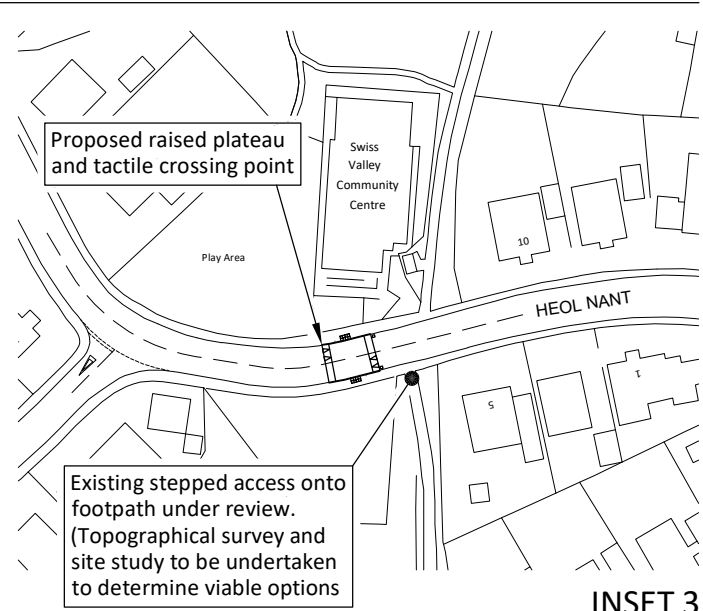 Proposed raised plateau
and tactile crossing point
Swiss
Valley
Community
Centre
Play Area
10
HEOL NANT
5
1
Existing stepped access onto
footpath under review.
(Topographical survey and
site study to be undertaken
to determine viable options
INSET 3